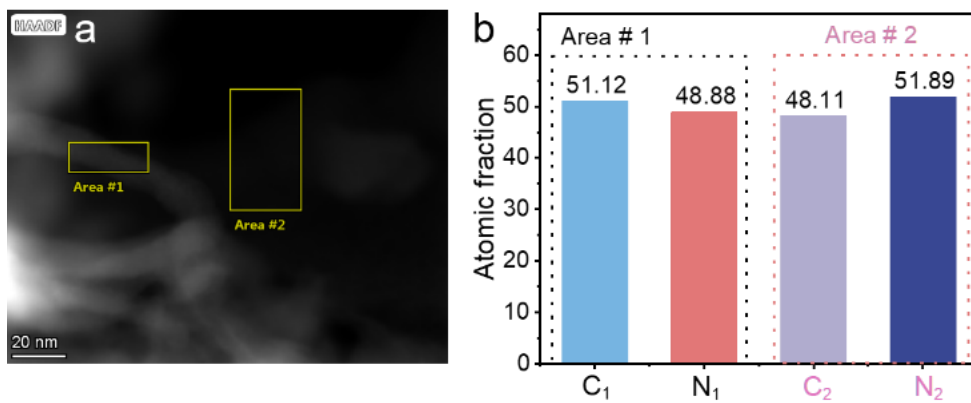 HAADF
a
Area #1
Area #2
20 nm
b
Area # 1
Area # 2
Atomic fraction
60
50
40
30
20
10
0
51.12
48.88
48.11
51.89
C₁
N₁
C₂
N₂